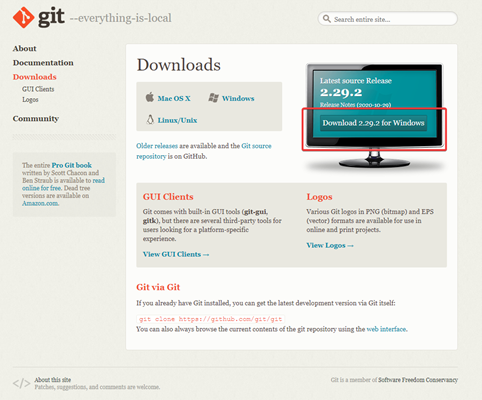 git --everything-is-local
Search entire site...
About
Documentation
Downloads
GUI Clients
Logos
Community
The entire Pro Git book
written by Scott Chacon and
Ben Straub is available to read
online for free. Dead tree
versions are available on
Amazon.com.
Downloads
Mac OS X
Windows
Linux/Unix
Older releases are available and the Git source
repository is on GitHub.
Latest source Release
2.29.2
Release Notes (2020-10-29)
Download 2.29.2 for Windows
GUI Clients
Git comes with built-in GUI tools (git-gui,
gitk), but there are several third-party tools for
users looking for a platform-specific
experience.
View GUI Clients →
Logos
Various Git logos in PNG (bitmap) and EPS
(vector) formats are available for use in
online and print projects.
View Logos →
Git via Git
If you already have Git installed, you can get the latest development version via Git itself:
git clone https://github.com/git/git
You can also always browse the current contents of the git repository using the web interface.
</> About this site
Patches, suggestions, and comments are welcome.
Git is a member of Software Freedom Conservancy